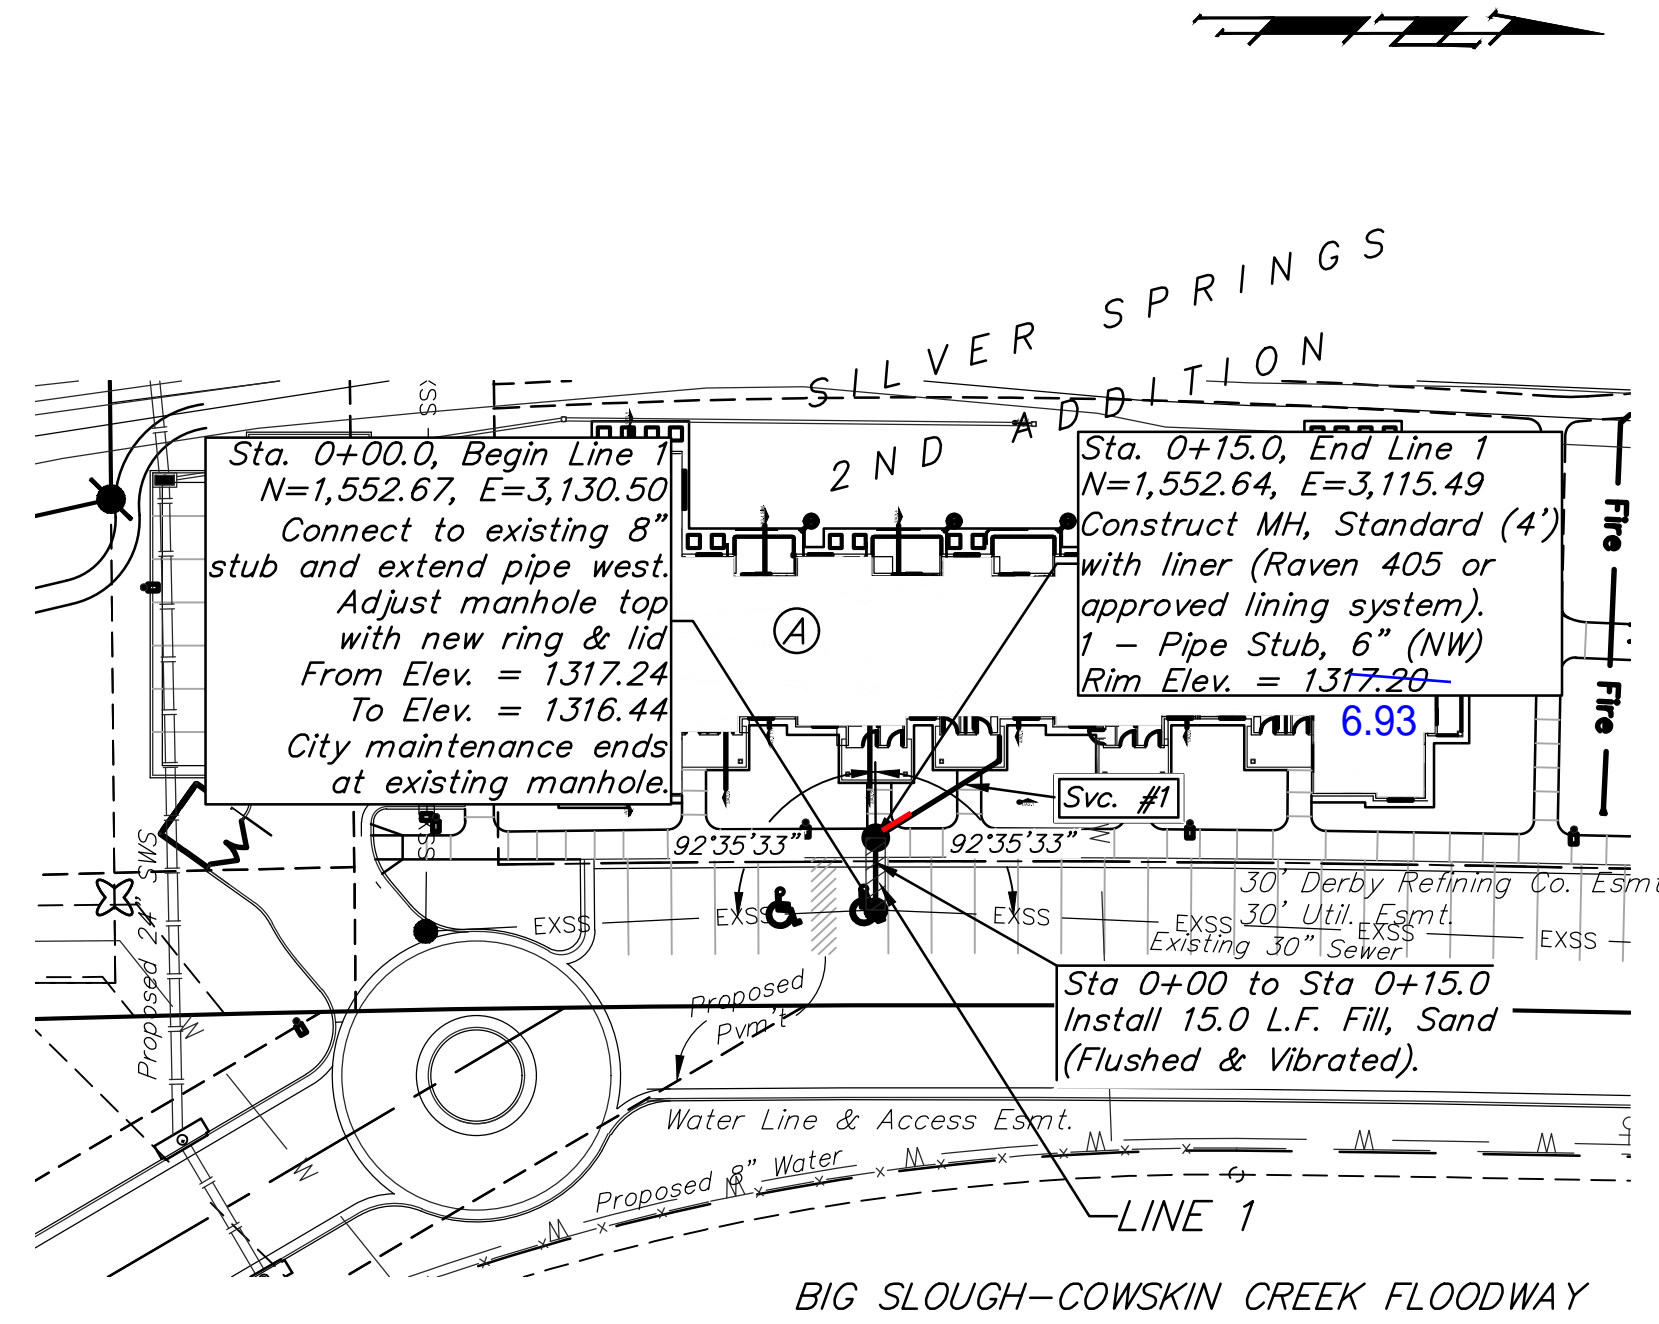 SILVER SPRINGS
2ND ADDITION
Sta. 0+00.0, Begin Line 1
N=1,552.67, E=3,130.50
Connect to existing 8”
stub and extend pipe west.
Adjust manhole top
with new ring & lid
From Elev. = 1317.24
To Elev. = 1316.44
City maintenance ends
at existing manhole.
Sta. 0+15.0, End Line 1
N=1,552.64, E=3,115.49
Construct MH, Standard (4’)
with liner (Raven 405 or
approved lining system).
1 – Pipe Stub, 6” (NW)
Rim Elev. = 1317.20
6.93
Fire
Fire
A
SS
SS
Svc. #1
92°35’33”
92°35’33”
30’ Derby Refining Co. Esmt
30’ Util. Esmt.
EXSS
EXSS
EXSS
EXSS
EXSS
EXSS
Existing 30” Sewer
Proposed 24” SWS
Proposed
Pvm’t
Sta 0+00 to Sta 0+15.0
Install 15.0 L.F. Fill, Sand
(Flushed & Vibrated).
Water Line & Access Esmt.
Proposed 8” Water
W
W
W
W
W
W
W
W
LINE 1
BIG SLOUGH–COWSKIN CREEK FLOODWAY